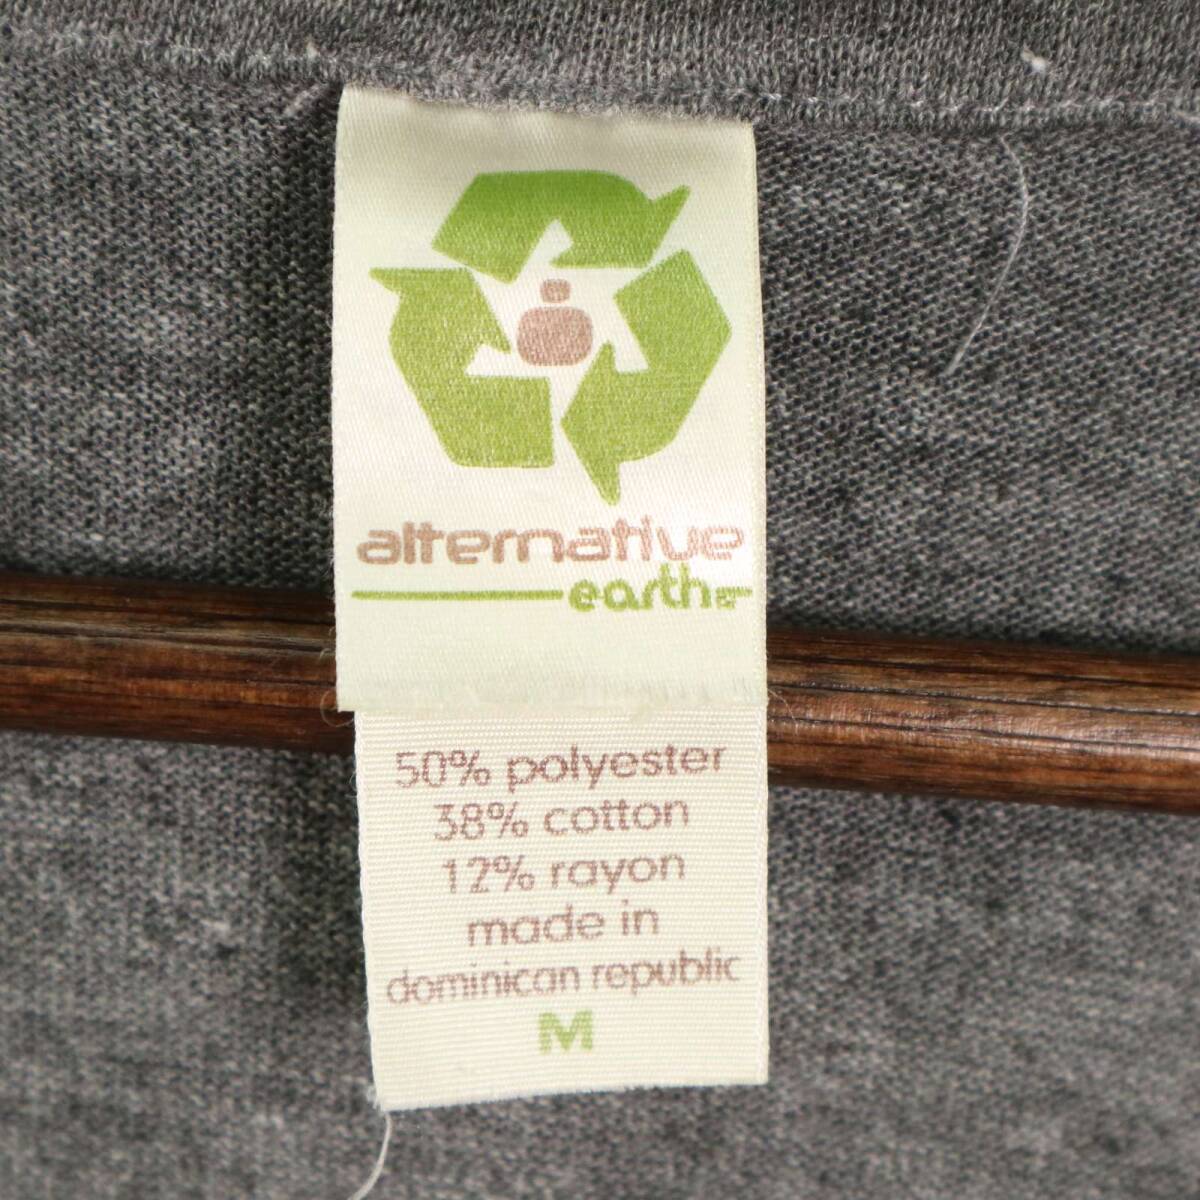 alternative
earth
50% polyester
38% cotton
12% rayon
made in
dominican republic
M